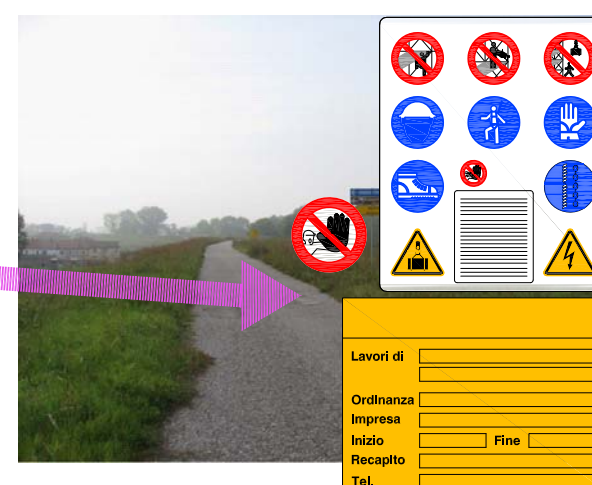 Lavori di
Ordinanza
Impresa
Inizio Fine
Recapito
Tel.